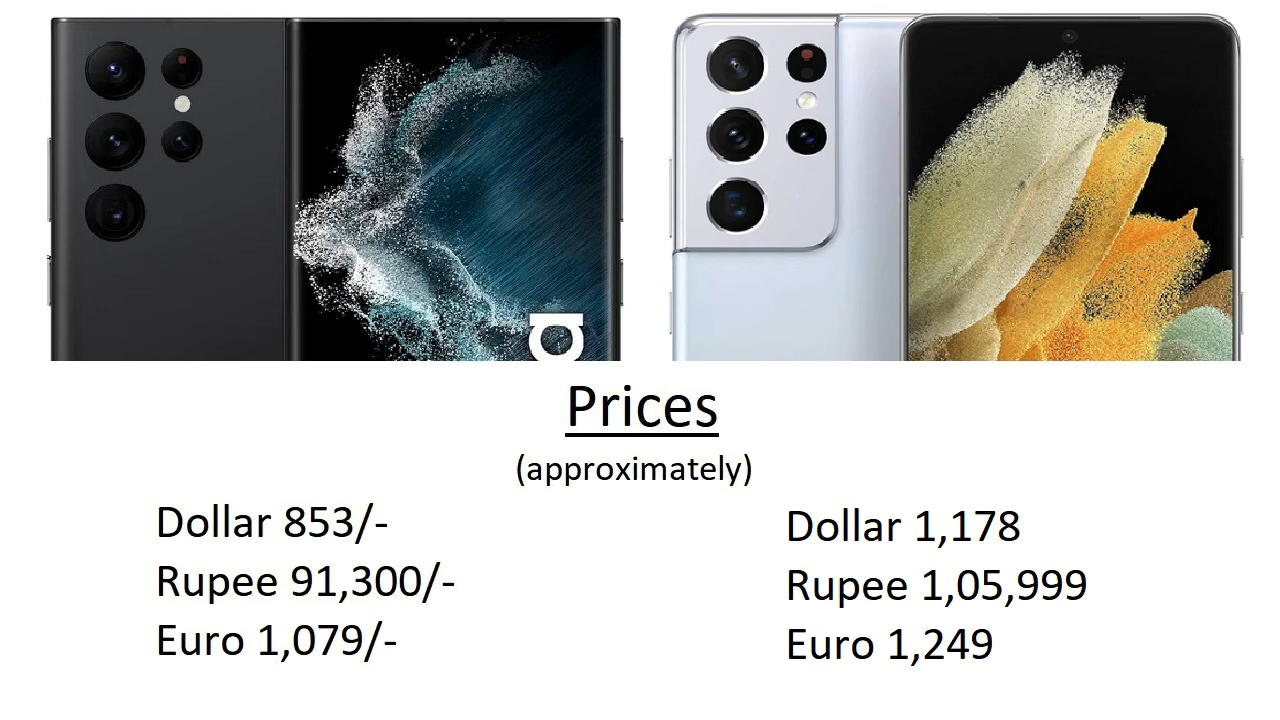 a
Prices
(approximately)
Dollar 853/-
Rupee 91,300/-
Euro 1,079/-
Dollar 1,178
Rupee 1,05,999
Euro 1,249